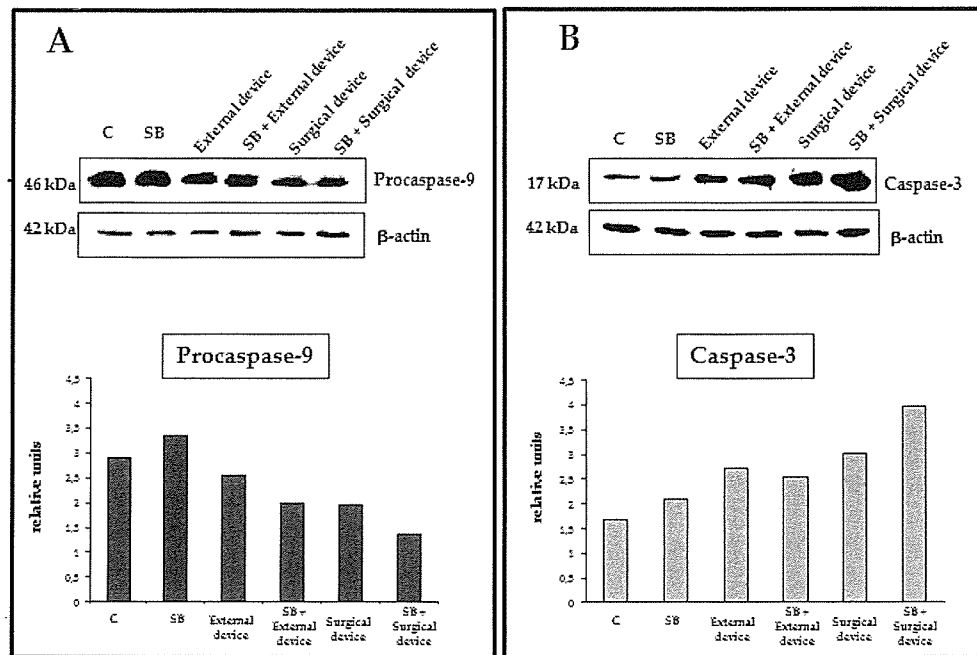 A
C
SB
External device
SB + External device
Surgical device
SB + Surgical device
46 kDa
Procaspase-9
42 kDa
β-actin
Procaspase-9
relative units
4,5
4
3,5
3
2,5
2
1,5
1
0,5
0
C
SB
External
device
SB +
External
device
Surgical
device
SB +
Surgical
device
B
C
SB
External device
SB + External device
Surgical device
SB + Surgical device
17 kDa
Caspase-3
42 kDa
β-actin
Caspase-3
relative units
4,5
4
3,5
3
2,5
2
1,5
1
0,5
0
C
SB
External
device
SB +
External
device
Surgical
device
SB +
Surgical
device